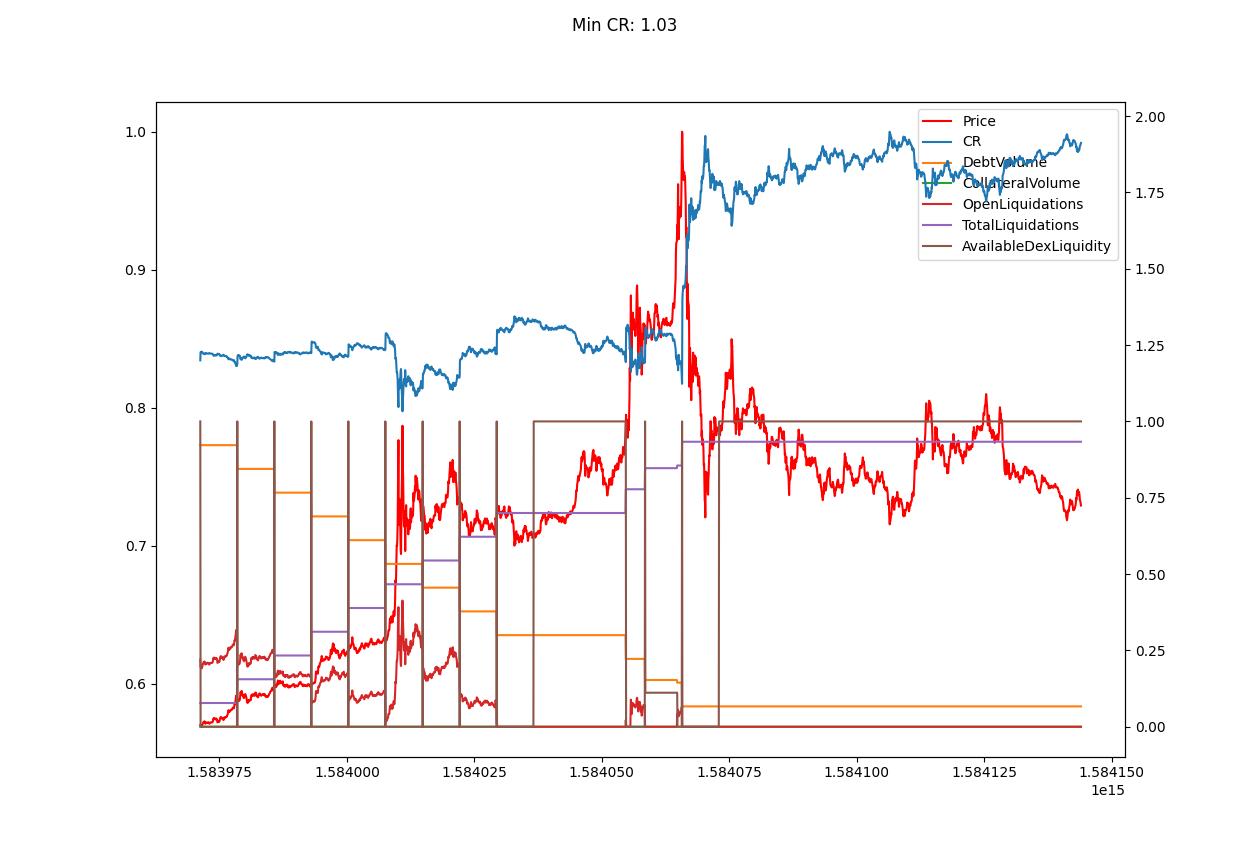 Min CR: 1.03
1.0
0.9
0.8
0.7
0.6
2.00
1.75
1.50
1.25
1.00
0.75
0.50
0.25
0.00
Price
CR
DebtVolume
CollateralVolume
OpenLiquidations
TotalLiquidations
AvailableDexLiquidity
1.583975 1.584000 1.584025 1.584050 1.584075 1.584100 1.584125 1.584150
1e15